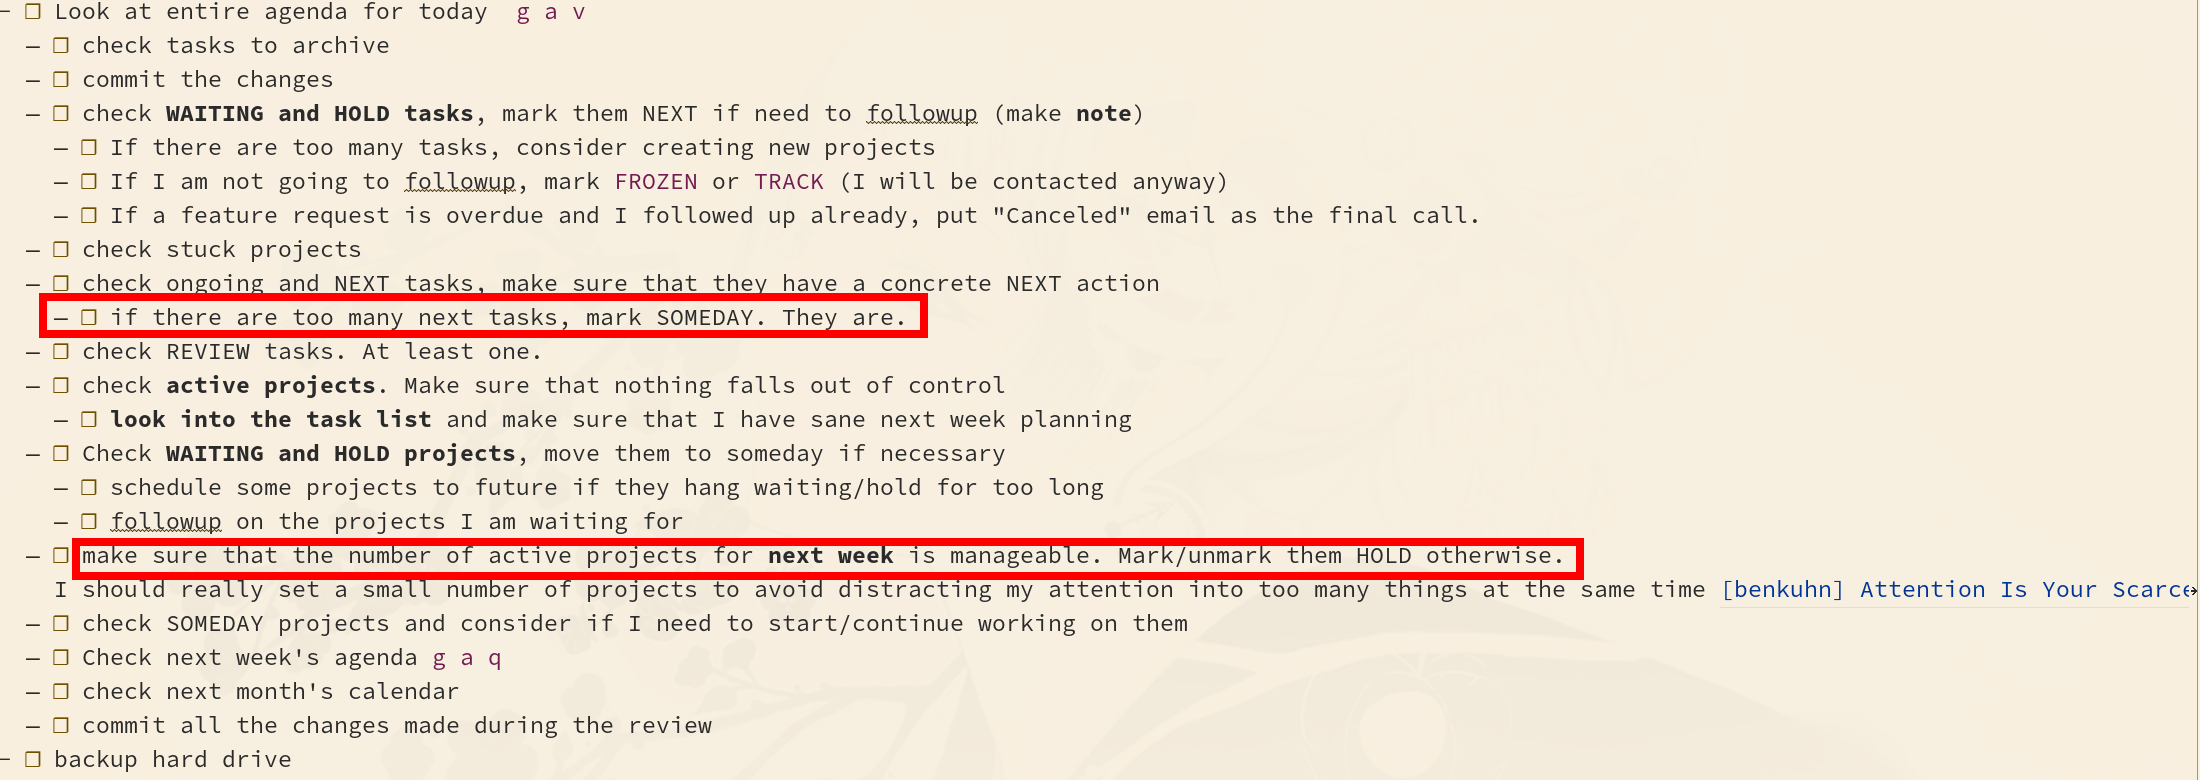 – ❐ Look at entire agenda for today  g a v
– ❐ check tasks to archive
– ❐ commit the changes
– ❐ check WAITING and HOLD tasks, mark them NEXT if need to followup (make note)
– ❐ If there are too many tasks, consider creating new projects
– ❐ If I am not going to followup, mark FROZEN or TRACK (I will be contacted anyway)
– ❐ If a feature request is overdue and I followed up already, put "Canceled" email as the final call.
– ❐ check stuck projects
– ❐ check ongoing and NEXT tasks, make sure that they have a concrete NEXT action
– ❐ if there are too many next tasks, mark SOMEDAY. They are.
– ❐ check REVIEW tasks. At least one.
– ❐ check active projects. Make sure that nothing falls out of control
– ❐ look into the task list and make sure that I have sane next week planning
– ❐ Check WAITING and HOLD projects, move them to someday if necessary
– ❐ schedule some projects to future if they hang waiting/hold for too long
– ❐ followup on the projects I am waiting for
– ❐ make sure that the number of active projects for next week is manageable. Mark/unmark them HOLD otherwise.
I should really set a small number of projects to avoid distracting my attention into too many things at the same time [benkuhn] Attention Is Your Scarce
– ❐ check SOMEDAY projects and consider if I need to start/continue working on them
– ❐ Check next week's agenda g a q
– ❐ check next month's calendar
– ❐ commit all the changes made during the review
– ❐ backup hard drive